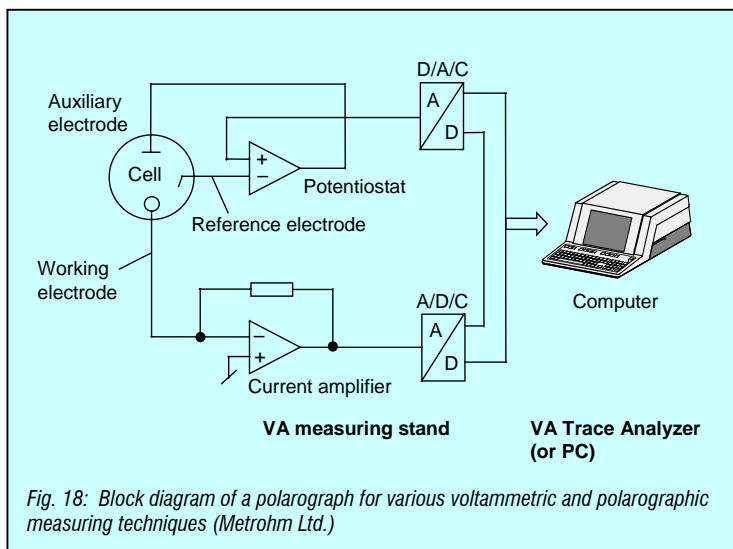 D/A/C
A
D
Auxiliary
electrode
Cell
+
−
Potentiostat
Reference electrode
Working
electrode
Computer
A/D/C
A
D
−
+
Current amplifier
VA measuring stand
VA Trace Analyzer
(or PC)
Fig. 18: Block diagram of a polarograph for various voltammetric and polarographic
measuring techniques (Metrohm Ltd.)